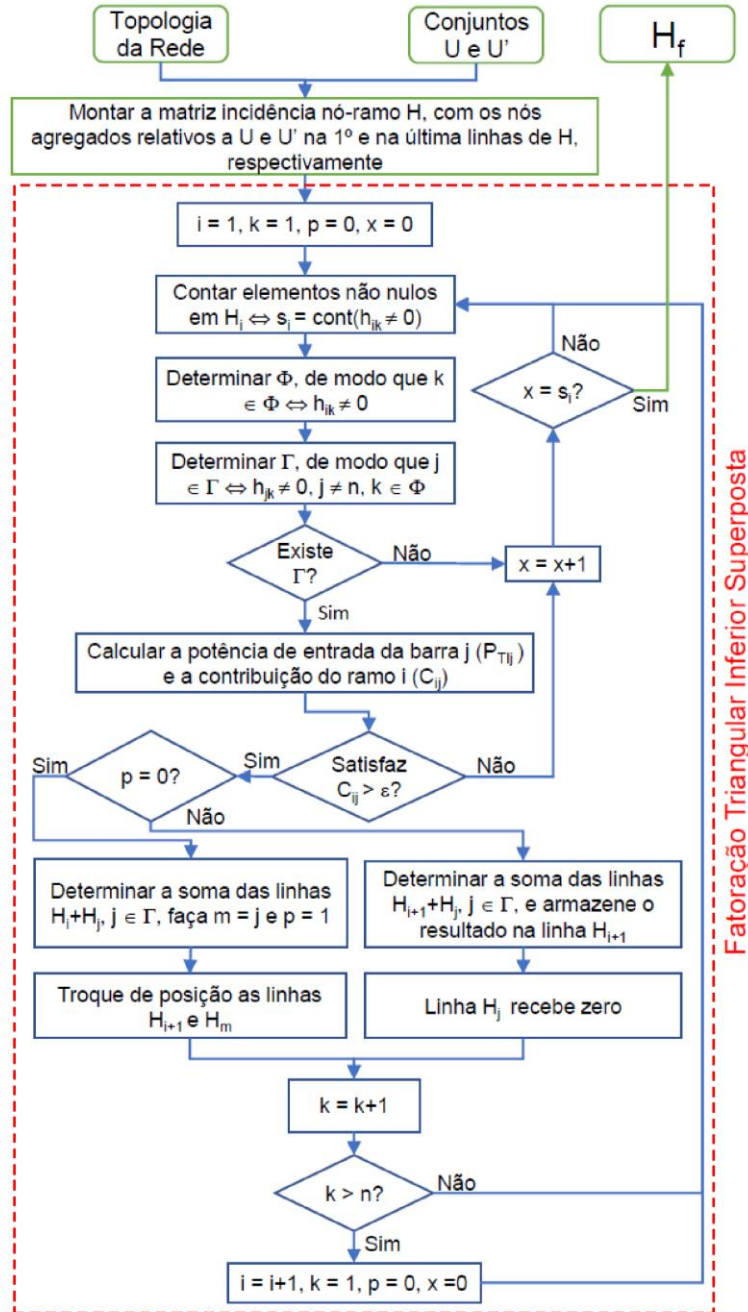 Topologia
da Rede
Conjuntos
U e U’
H_f
Montar a matriz incidência nó-ramo H, com os nós
agregados relativos a U e U’ na 1º e na última linhas de H,
respectivamente
i = 1, k = 1, p = 0, x = 0
Contar elementos não nulos
em H_i ⇔ s_i = cont(h_ik ≠ 0)
Não
Determinar Φ, de modo que k
∈ Φ ⇔ h_ik ≠ 0
x = s_i?
Sim
Determinar Γ, de modo que j
∈ Γ ⇔ h_jk ≠ 0, j ≠ n, k ∈ Φ
Existe
Γ?
Não
x = x+1
Sim
Calcular a potência de entrada da barra j (P_TIj)
e a contribuição do ramo i (C_ij)
Sim
p = 0?
Sim
Satisfaz
C_ij > ε?
Não
Não
Determinar a soma das linhas
H_i+H_j, j ∈ Γ, faça m = j e p = 1
Determinar a soma das linhas
H_i+1+H_j, j ∈ Γ, e armazene o
resultado na linha H_i+1
Troque de posição as linhas
H_i+1 e H_m
Linha H_j recebe zero
k = k+1
k > n?
Não
Sim
i = i+1, k = 1, p = 0, x =0
Fatoração Triangular Inferior Superposta